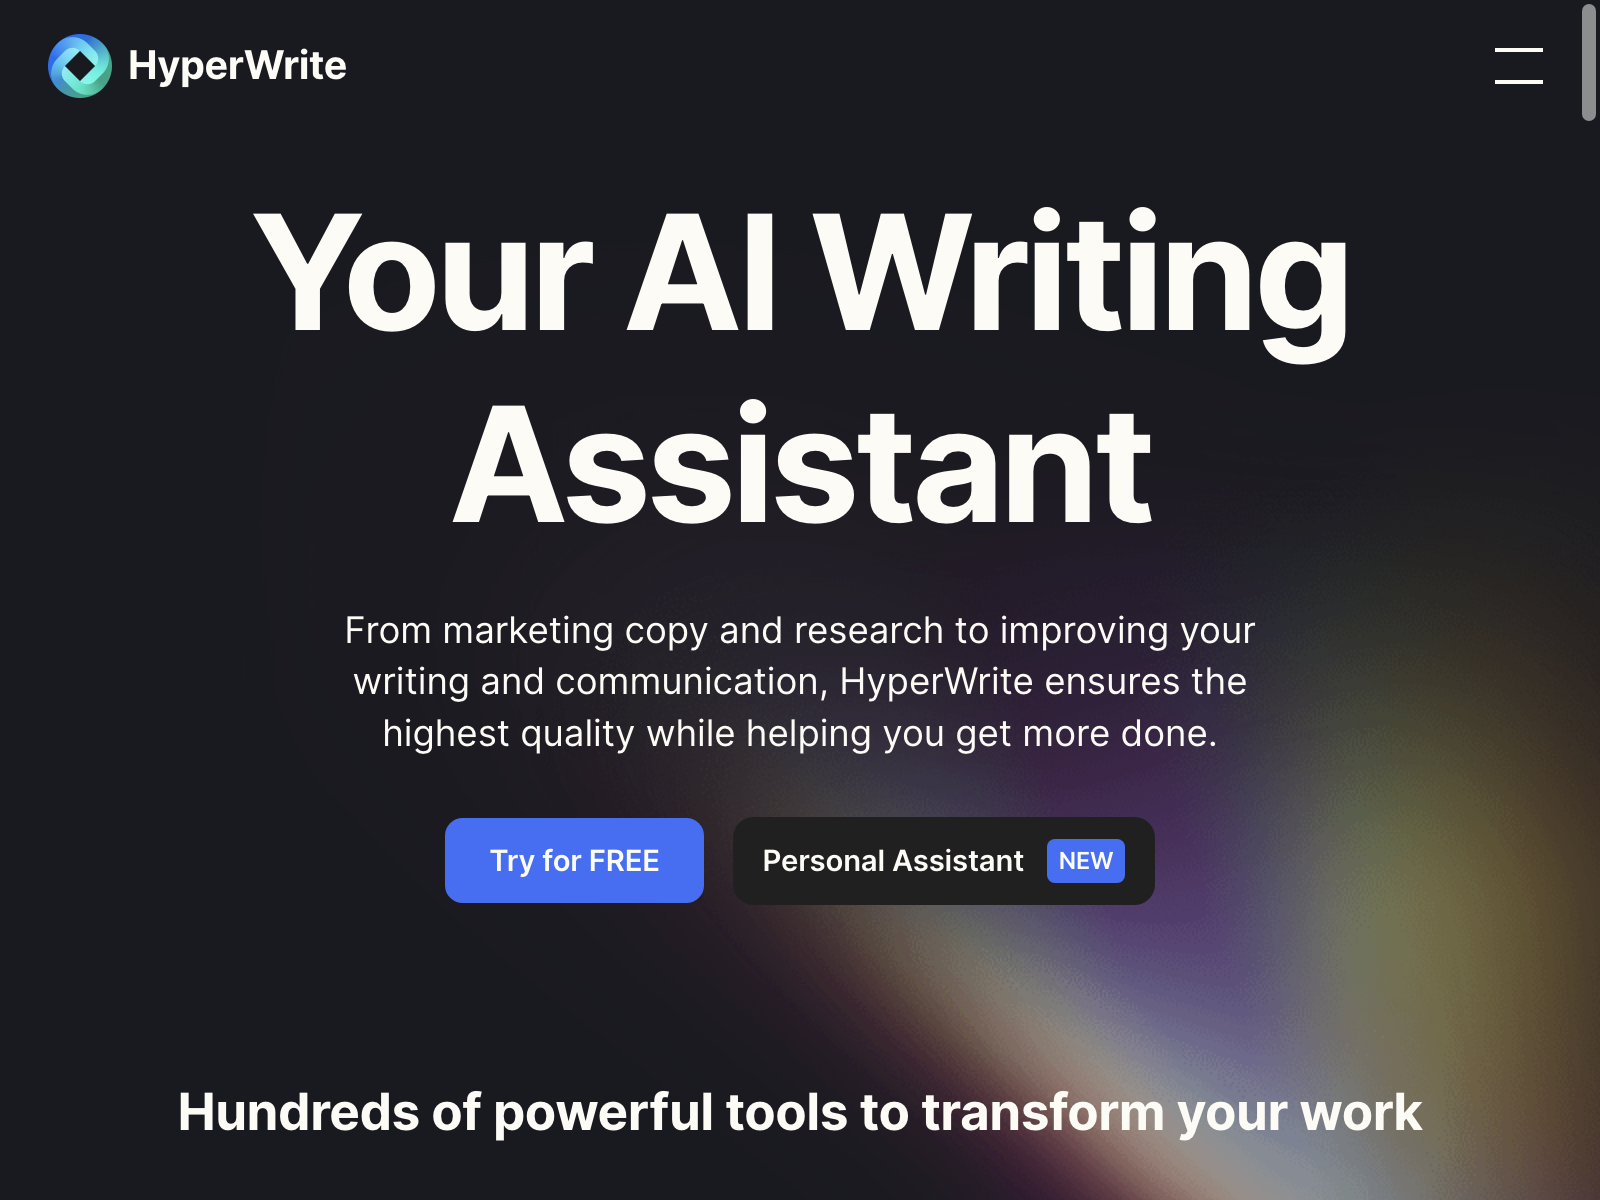 HyperWrite
Your AI Writing
Assistant
From marketing copy and research to improving your
writing and communication, HyperWrite ensures the
highest quality while helping you get more done.
Try for FREE
Personal Assistant NEW
Hundreds of powerful tools to transform your work